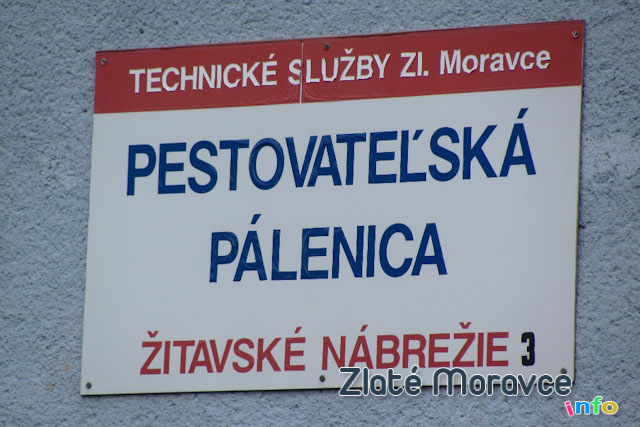 TECHNICKÉ SLUŽBY Zl. Moravce
PESTOVATEĽSKÁ
PÁLENICA
ŽITAVSKÉ NÁBREŽIE 3
Zlaté Moravce
info